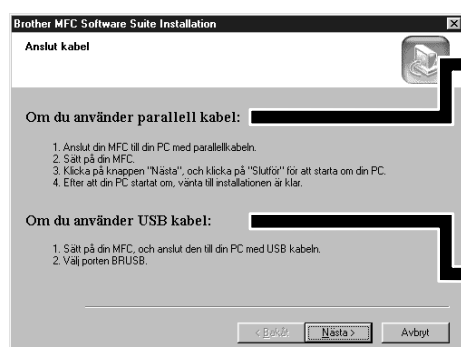 Brother MFC Software Suite Installation
Anslut kabel
Om du använder parallell kabel:
1. Anslut din MFC till din PC med parallellkabeln.
2. Sätt på din MFC.
3. Klicka på knappen "Nästa", och klicka på "Slutför" för att starta om din PC.
4. Efter att din PC startat om, vänta till installationen är klar.
Om du använder USB kabel:
1. Sätt på din MFC, och anslut den till din PC med USB kabeln.
2. Välj porten BRUSB.
< Bakåt Nästa > Avbryt